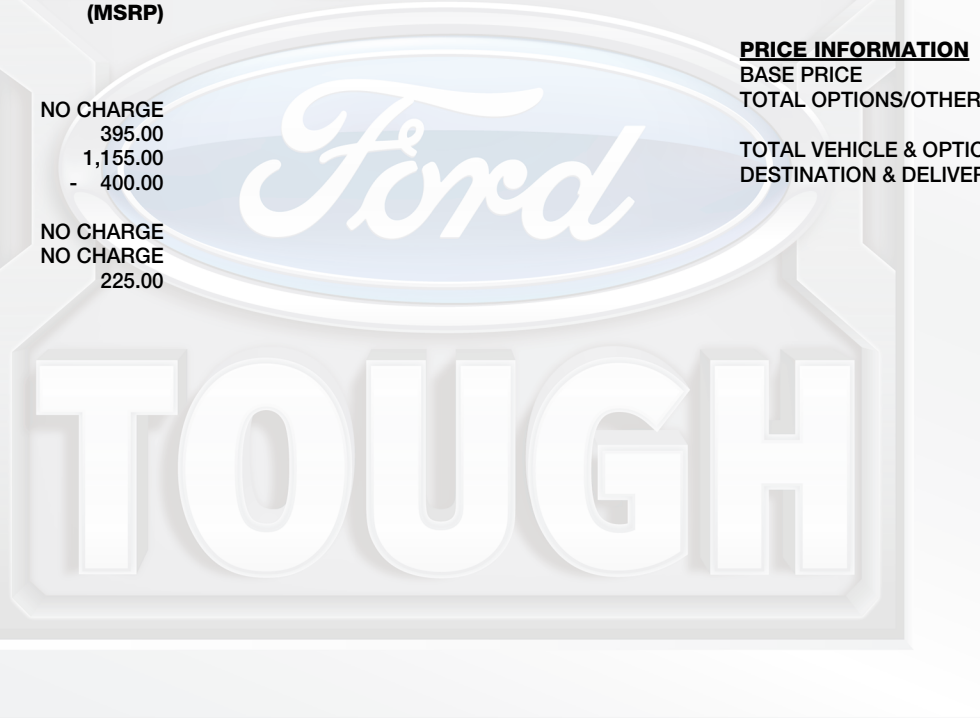 (MSRP)
NO CHARGE
395.00
1,155.00
- 400.00
NO CHARGE
NO CHARGE
225.00
PRICE INFORMATION
BASE PRICE
TOTAL OPTIONS/OTHER
TOTAL VEHICLE & OPTIO
DESTINATION & DELIVER
Ford
TOUGH